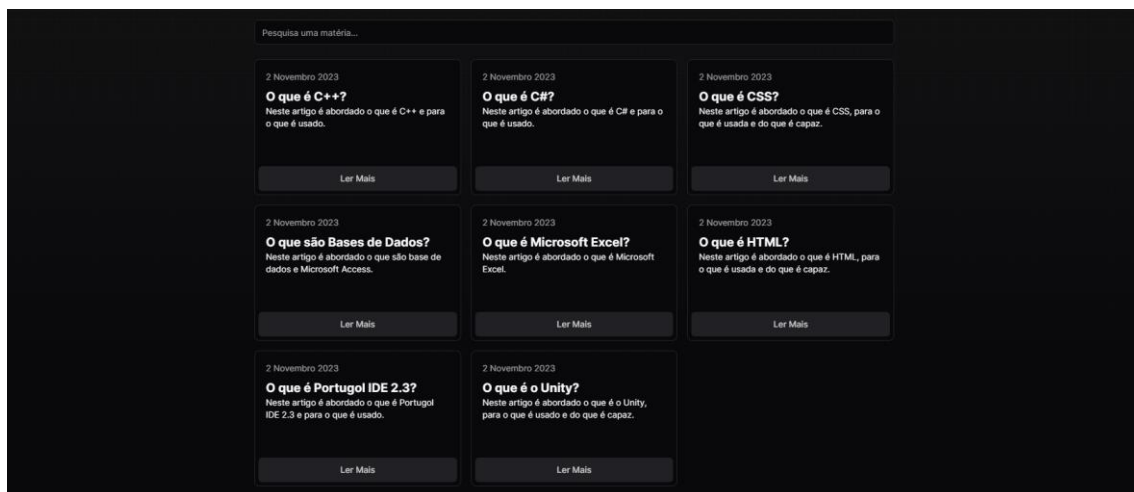 Pesquisa uma matéria...
2 Novembro 2023
O que é C++?
Neste artigo é abordado o que é C++ e para
o que é usado.
Ler Mais
2 Novembro 2023
O que é C#?
Neste artigo é abordado o que é C# e para o
que é usado.
Ler Mais
2 Novembro 2023
O que é CSS?
Neste artigo é abordado o que é CSS, para o
que é usada e do que é capaz.
Ler Mais
2 Novembro 2023
O que são Bases de Dados?
Neste artigo é abordado o que são base de
dados e Microsoft Access.
Ler Mais
2 Novembro 2023
O que é Microsoft Excel?
Neste artigo é abordado o que é Microsoft
Excel.
Ler Mais
2 Novembro 2023
O que é HTML?
Neste artigo é abordado o que é HTML, para
o que é usada e do que é capaz.
Ler Mais
2 Novembro 2023
O que é Portugol IDE 2.3?
Neste artigo é abordado o que é Portugol
IDE 2.3 e para o que é usado.
Ler Mais
2 Novembro 2023
O que é o Unity?
Neste artigo é abordado o que é o Unity,
para o que é usado e do que é capaz.
Ler Mais